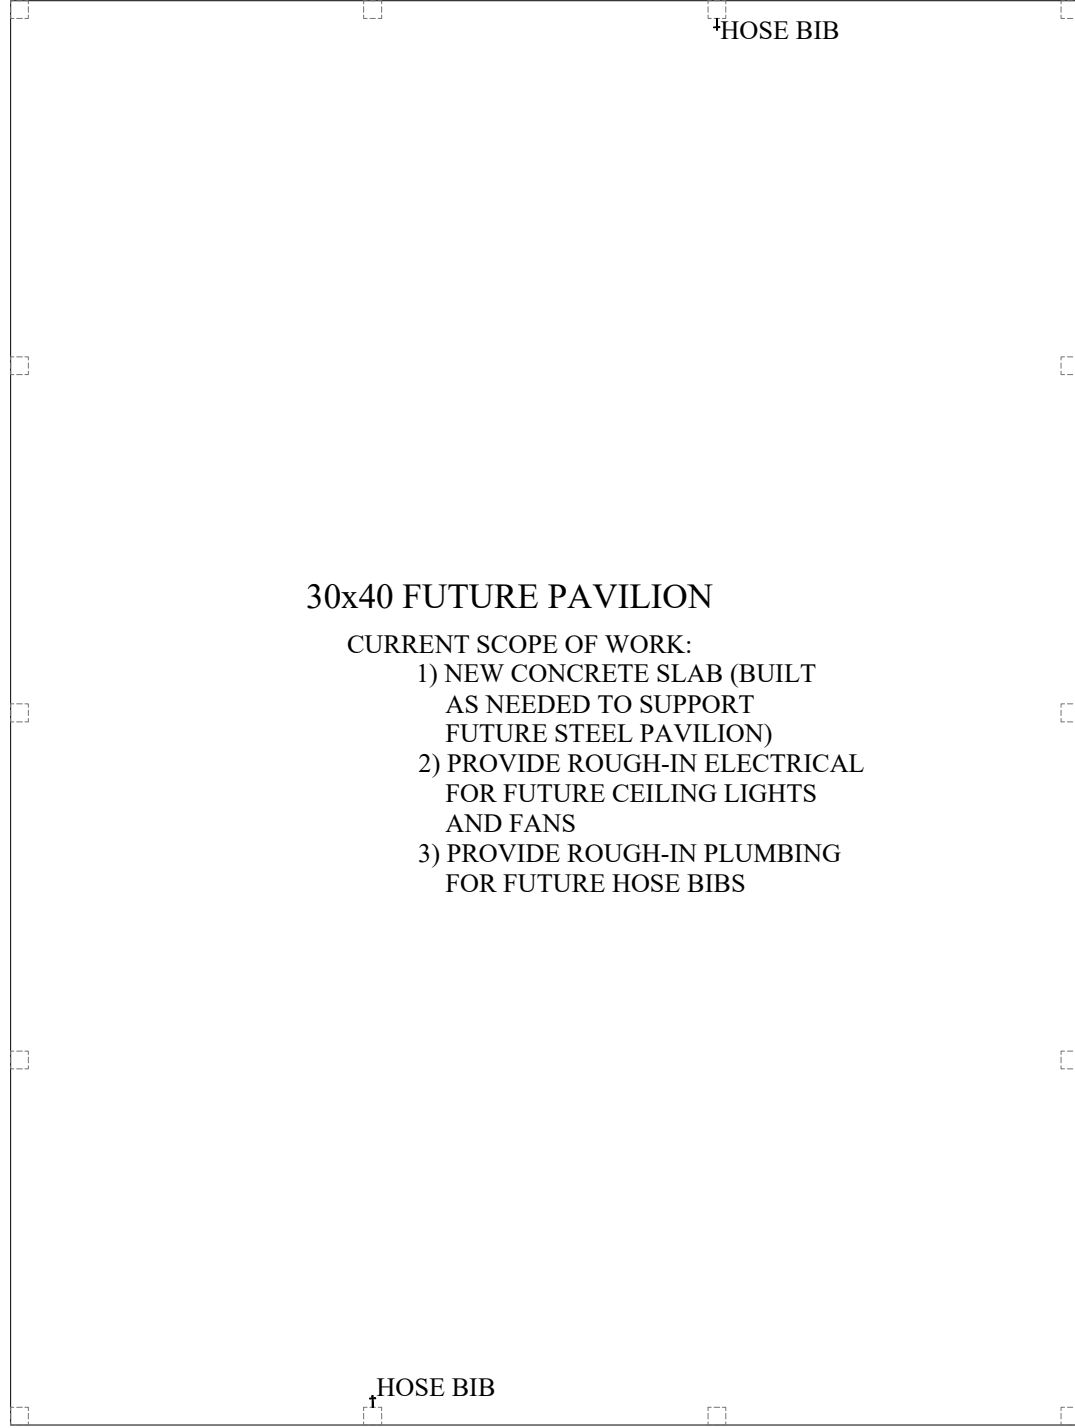 HOSE BIB
30x40 FUTURE PAVILION
CURRENT SCOPE OF WORK:
1) NEW CONCRETE SLAB (BUILT
AS NEEDED TO SUPPORT
FUTURE STEEL PAVILION)
2) PROVIDE ROUGH-IN ELECTRICAL
FOR FUTURE CEILING LIGHTS
AND FANS
3) PROVIDE ROUGH-IN PLUMBING
FOR FUTURE HOSE BIBS
HOSE BIB